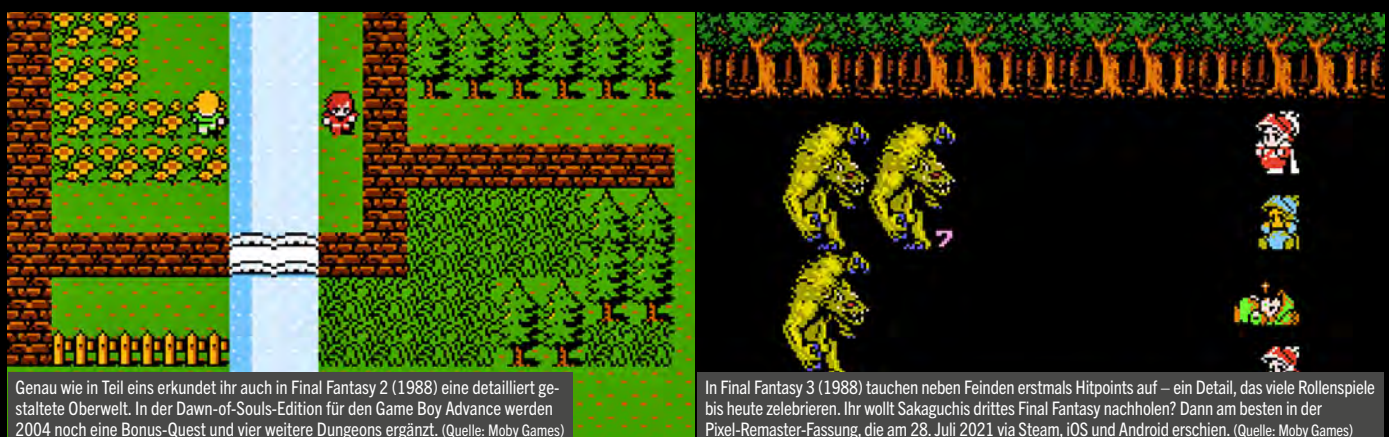 7
Genau wie in Teil eins erkundet ihr auch in Final Fantasy 2 (1988) eine detailliert ge-
staltete Oberwelt. In der Dawn-of-Souls-Edition für den Game Boy Advance werden
2004 noch eine Bonus-Quest und vier weitere Dungeons ergänzt. (Quelle: Moby Games)
In Final Fantasy 3 (1988) tauchen neben Feinden erstmals Hitpoints auf – ein Detail, das viele Rollenspiele
bis heute zelebrieren. Ihr wollt Sakaguchis drittes Final Fantasy nachholen? Dann am besten in der
Pixel-Remaster-Fassung, die am 28. Juli 2021 via Steam, iOS und Android erschien. (Quelle: Moby Games)